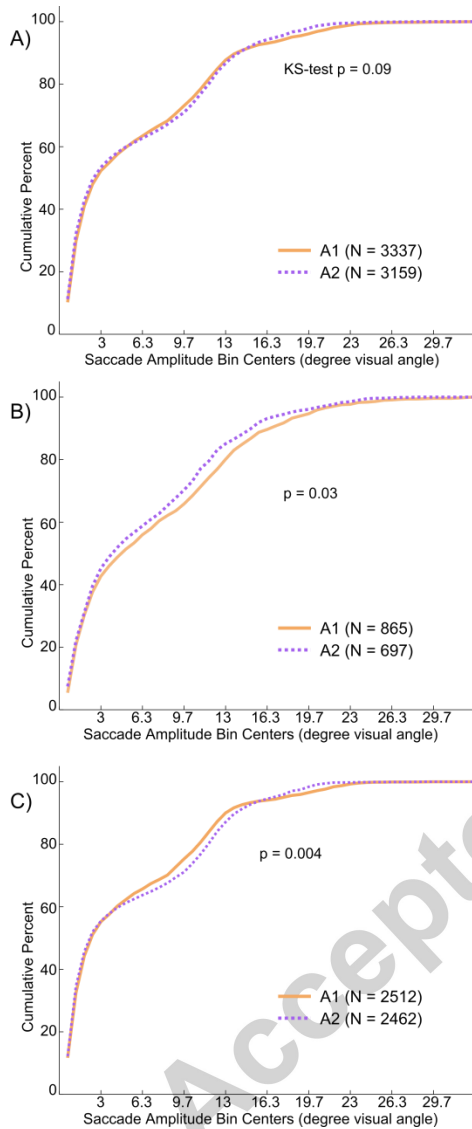 A)
100
80
60
40
20
0
Cumulative Percent
KS-test p = 0.09
A1 (N = 3337)
A2 (N = 3159)
3 6.3 9.7 13 16.3 19.7 23 26.3 29.7
Saccade Amplitude Bin Centers (degree visual angle)
B)
100
80
60
40
20
0
Cumulative Percent
p = 0.03
A1 (N = 865)
A2 (N = 697)
3 6.3 9.7 13 16.3 19.7 23 26.3 29.7
Saccade Amplitude Bin Centers (degree visual angle)
C)
100
80
60
40
20
0
Cumulative Percent
p = 0.004
A1 (N = 2512)
A2 (N = 2462)
3 6.3 9.7 13 16.3 19.7 23 26.3 29.7
Saccade Amplitude Bin Centers (degree visual angle)
Accepte